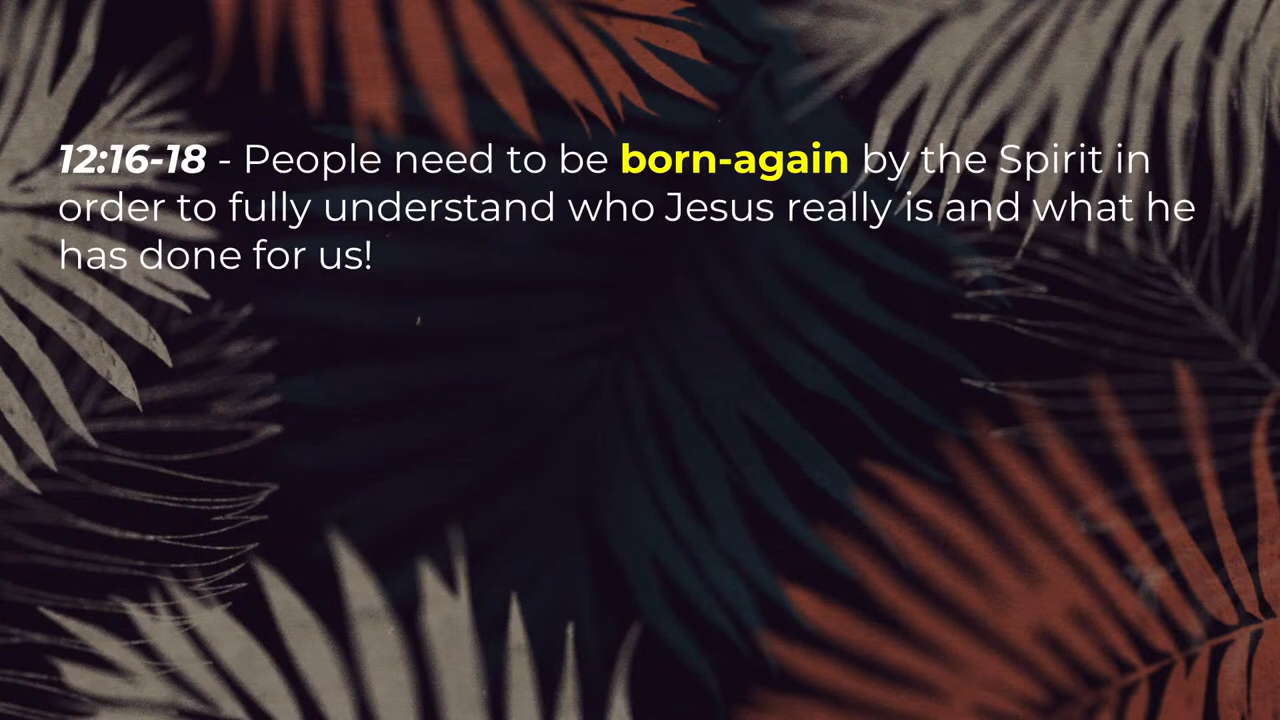 12:16-18 - People need to be born-again by the Spirit in
order to fully understand who Jesus really is and what he
has done for us!